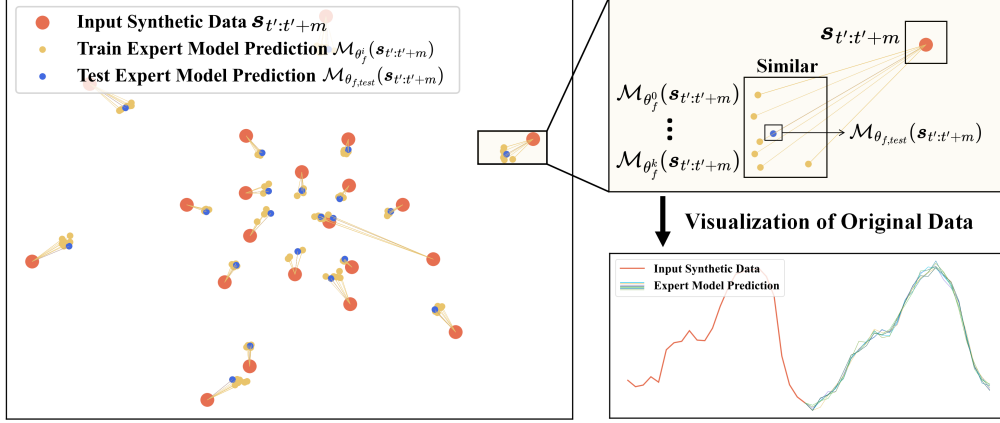 Input Synthetic Data 𝒔_{t′:t′+m}
Train Expert Model Prediction ℳ_{θ_f^i}(𝒔_{t′:t′+m})
Test Expert Model Prediction ℳ_{θ_{f,test}}(𝒔_{t′:t′+m})
𝒔_{t′:t′+m}
Similar
ℳ_{θ_f^0}(𝒔_{t′:t′+m})
⋮
ℳ_{θ_f^k}(𝒔_{t′:t′+m})
ℳ_{θ_{f,test}}(𝒔_{t′:t′+m})
Visualization of Original Data
Input Synthetic Data
Expert Model Prediction